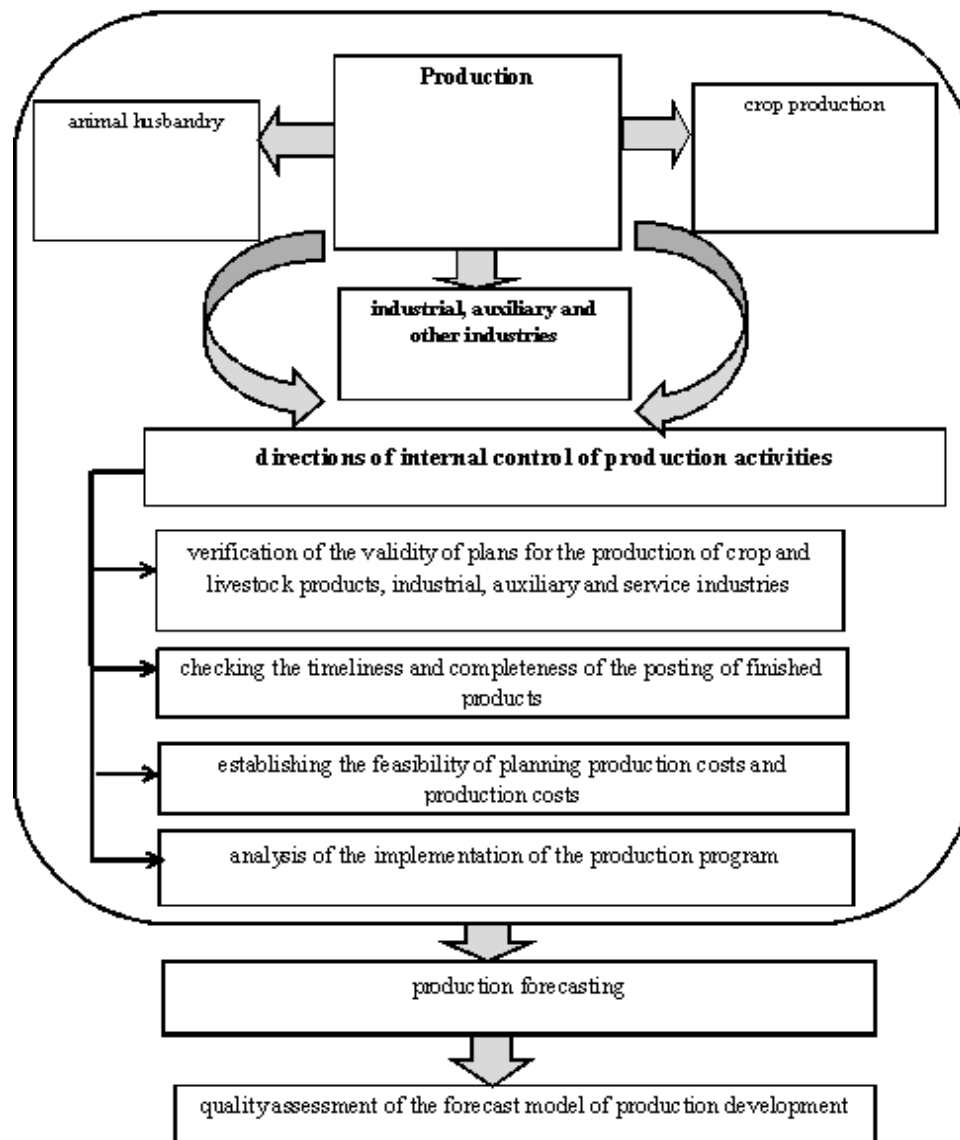 Production
animal husbandry
crop production
industrial, auxiliary and
other industries
directions of internal control of production activities
verification of the validity of plans for the production of crop and
livestock products, industrial, auxiliary and service industries
checking the timeliness and completeness of the posting of finished
products
establishing the feasibility of planning production costs and
production costs
analysis of the implementation of the production program
production forecasting
quality assessment of the forecast model of production development